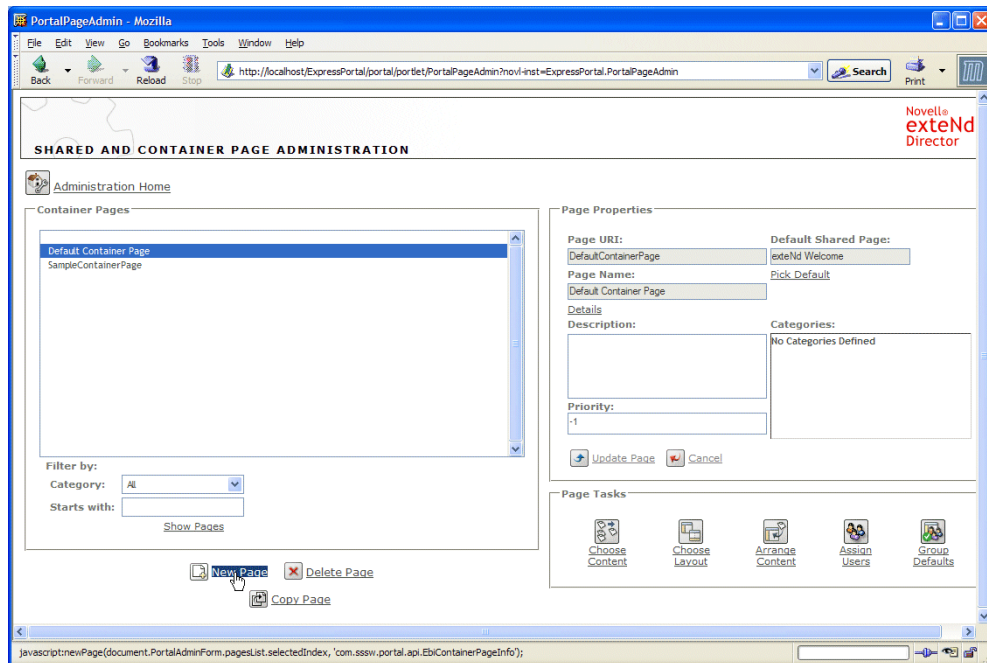 PortalPageAdmin - Mozilla
File Edit View Go Bookmarks Tools Window Help
Back Forward Reload Stop http://localhost/ExpressPortal/portal/portlet/PortalPageAdmin?novl-inst=ExpressPortal.PortalPageAdmin Search Print
Novell®
exteNd
Director
SHARED AND CONTAINER PAGE ADMINISTRATION
Administration Home
Container Pages
Default Container Page
SampleContainerPage
Filter by:
Category: All
Starts with:
Show Pages
New Page Delete Page
Copy Page
Page Properties
Page URI: Default Shared Page:
DefaultContainerPage exteNd Welcome
Page Name: Pick Default
Default Container Page
Details
Description: Categories:
No Categories Defined
Priority:
-1
Update Page Cancel
Page Tasks
Choose Content
Choose Layout
Arrange Content
Assign Users
Group Defaults
javascript:newPage(document.PortalAdminForm.pagesList.selectedIndex, 'com.sssw.portal.api.EbiContainerPageInfo');